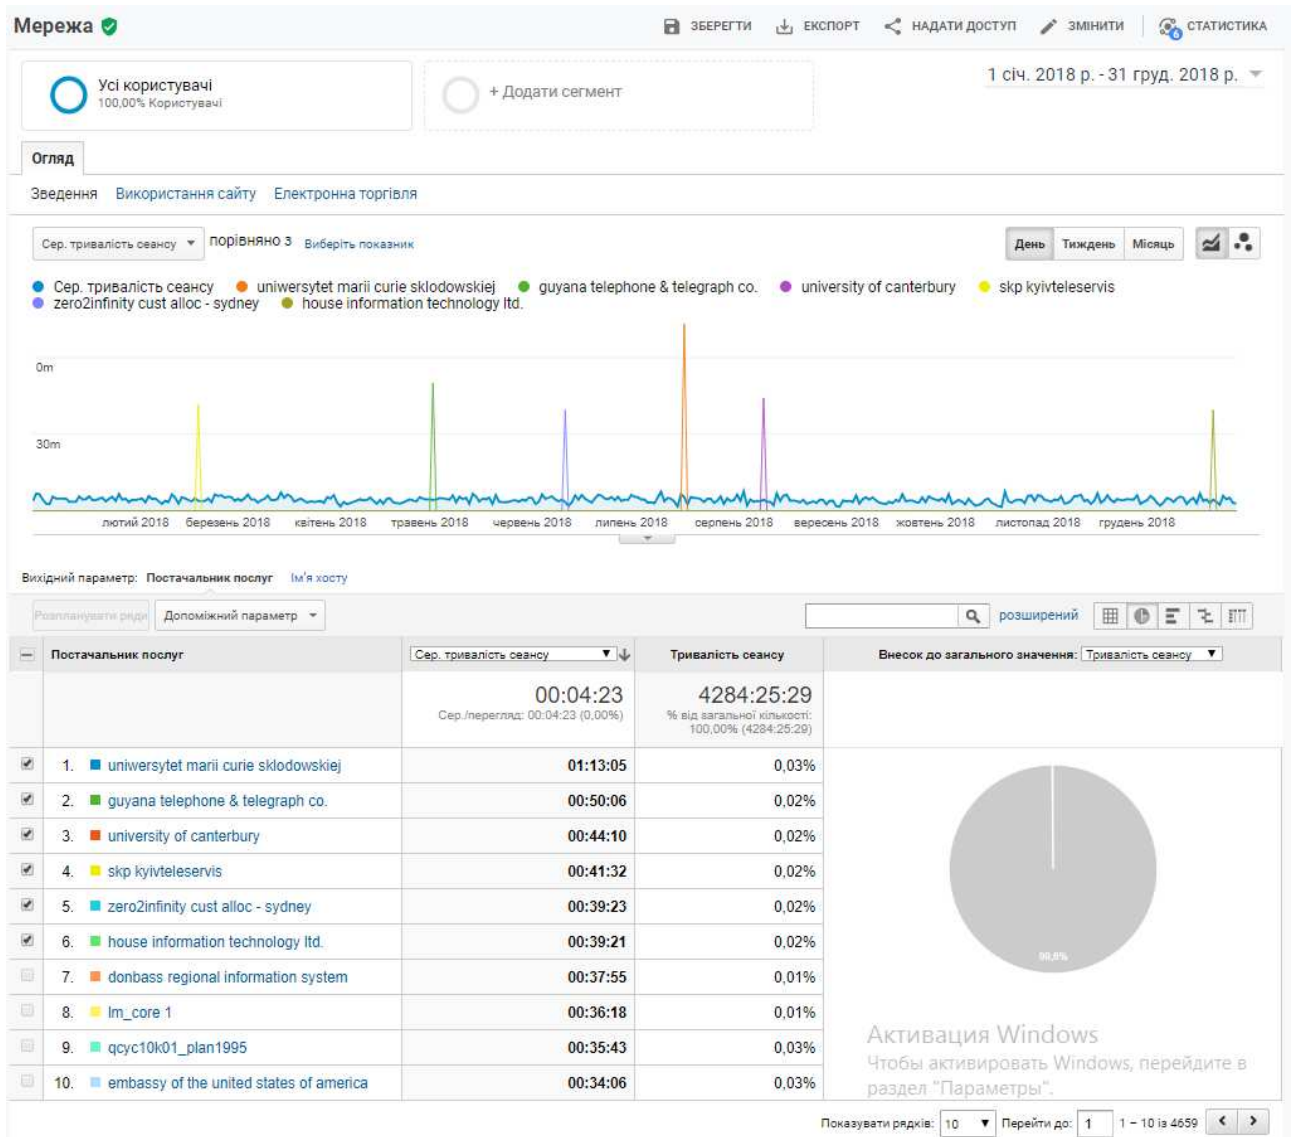 Мережа
ЗБЕРЕГТИ ЕКСПОРТ НАДАТИ ДОСТУП ЗМІНИТИ 6 СТАТИСТИКА
Усі користувачі
100,00% Користувачі
+ Додати сегмент
1 січ. 2018 р. - 31 груд. 2018 р.
Огляд
Зведення Використання сайту Електронна торгівля
Сер. тривалість сеансу порівняно з Виберіть показник
День Тиждень Місяць
Сер. тривалість сеансу uniwersytet marii curie sklodowskiej guyana telephone & telegraph co. university of canterbury skp kyivteleservis
zero2infinity cust alloc - sydney house information technology ltd.
0m
30m
лютий 2018 березень 2018 квітень 2018 травень 2018 червень 2018 липень 2018 серпень 2018 вересень 2018 жовтень 2018 листопад 2018 грудень 2018
Вихідний параметр: Постачальник послуг Ім'я хосту
Розпланувати ряди Допоміжний параметр розширений
Постачальник послуг Сер. тривалість сеансу Тривалість сеансу Внесок до загального значення: Тривалість сеансу
00:04:23 4284:25:29
Сер./перегляд: 00:04:23 (0,00%) % від загальної кількості:
100,00% (4284:25:29)
1. uniwersytet marii curie sklodowskiej 01:13:05 0,03%
2. guyana telephone & telegraph co. 00:50:06 0,02%
3. university of canterbury 00:44:10 0,02%
4. skp kyivteleservis 00:41:32 0,02%
5. zero2infinity cust alloc - sydney 00:39:23 0,02%
6. house information technology ltd. 00:39:21 0,02%
7. donbass regional information system 00:37:55 0,01%
8. lm_core 1 00:36:18 0,01%
9. qcyc10k01_plan1995 00:35:43 0,03%
10. embassy of the united states of america 00:34:06 0,03%
Активация Windows
Чтобы активировать Windows, перейдите в
раздел "Параметры".
Показувати рядків: 10 Перейти до: 1 1 – 10 із 4659